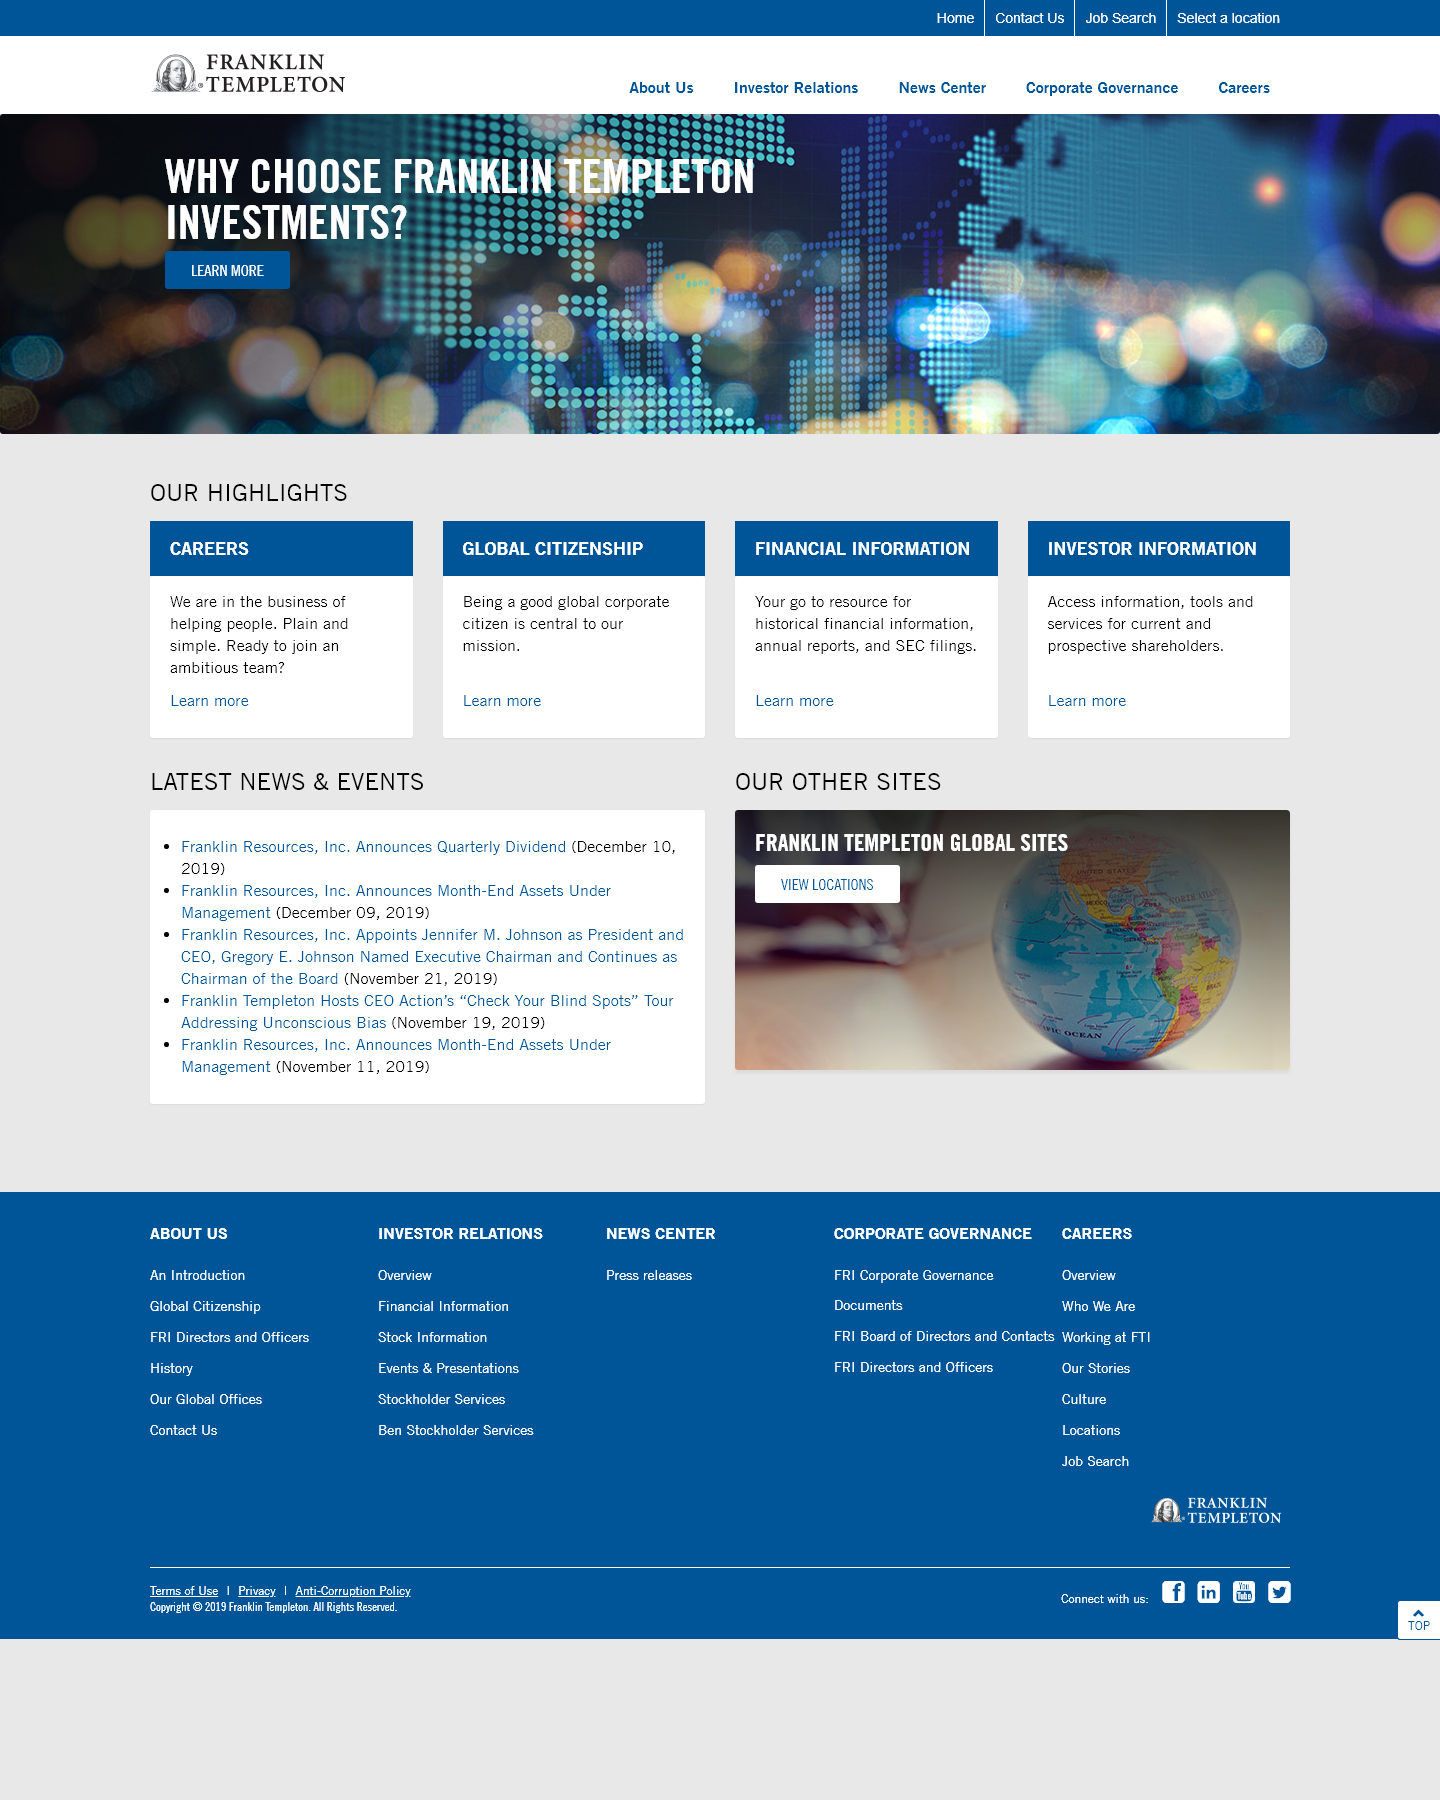 Home
Contact Us
Job Search
Select a location
FRANKLIN
TEMPLETON
About Us
Investor Relations
News Center
Corporate Governance
Careers
WHY CHOOSE FRANKLIN TEMPLETON
INVESTMENTS?
LEARN MORE
OUR HIGHLIGHTS
CAREERS
We are in the business of
helping people. Plain and
simple. Ready to join an
ambitious team?
Learn more
GLOBAL CITIZENSHIP
Being a good global corporate
citizen is central to our
mission.
Learn more
FINANCIAL INFORMATION
Your go to resource for
historical financial information,
annual reports, and SEC filings.
Learn more
INVESTOR INFORMATION
Access information, tools and
services for current and
prospective shareholders.
Learn more
LATEST NEWS & EVENTS
• Franklin Resources, Inc. Announces Quarterly Dividend (December 10,
2019)
• Franklin Resources, Inc. Announces Month-End Assets Under
Management (December 09, 2019)
• Franklin Resources, Inc. Appoints Jennifer M. Johnson as President and
CEO, Gregory E. Johnson Named Executive Chairman and Continues as
Chairman of the Board (November 21, 2019)
• Franklin Templeton Hosts CEO Action’s “Check Your Blind Spots” Tour
Addressing Unconscious Bias (November 19, 2019)
• Franklin Resources, Inc. Announces Month-End Assets Under
Management (November 11, 2019)
OUR OTHER SITES
FRANKLIN TEMPLETON GLOBAL SITES
VIEW LOCATIONS
UNITED STATES
MEXICO
BRAZIL
OCEAN
ABOUT US
An Introduction
Global Citizenship
FRI Directors and Officers
History
Our Global Offices
Contact Us
INVESTOR RELATIONS
Overview
Financial Information
Stock Information
Events & Presentations
Stockholder Services
Ben Stockholder Services
NEWS CENTER
Press releases
CORPORATE GOVERNANCE
FRI Corporate Governance
Documents
FRI Board of Directors and Contacts
FRI Directors and Officers
CAREERS
Overview
Who We Are
Working at FTI
Our Stories
Culture
Locations
Job Search
FRANKLIN
TEMPLETON
Terms of Use | Privacy | Anti-Corruption Policy
Copyright © 2019 Franklin Templeton. All Rights Reserved.
Connect with us:
You
Tube
TOP